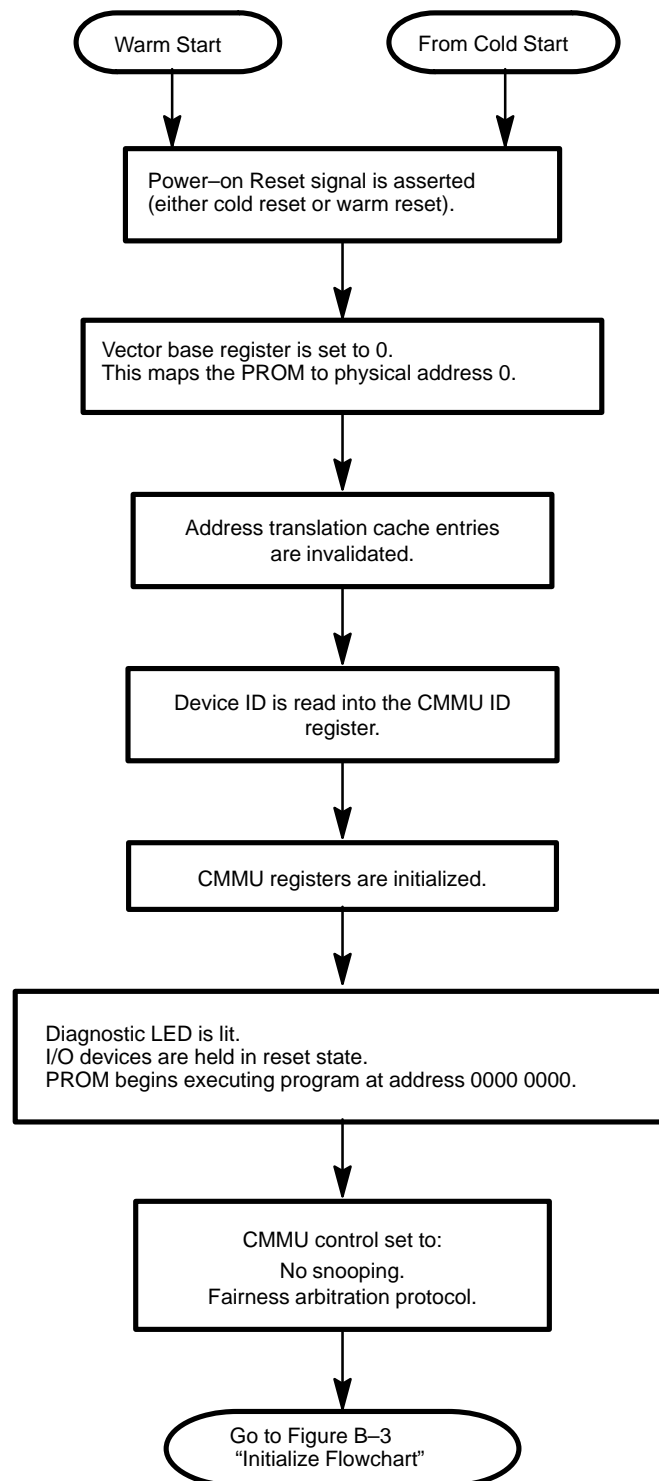 Warm Start
From Cold Start
Power–on Reset signal is asserted
(either cold reset or warm reset).
Vector base register is set to 0.
This maps the PROM to physical address 0.
Address translation cache entries
are invalidated.
Device ID is read into the CMMU ID
register.
CMMU registers are initialized.
Diagnostic LED is lit.
I/O devices are held in reset state.
PROM begins executing program at address 0000 0000.
CMMU control set to:
No snooping.
Fairness arbitration protocol.
Go to Figure B–3
“Initialize Flowchart”